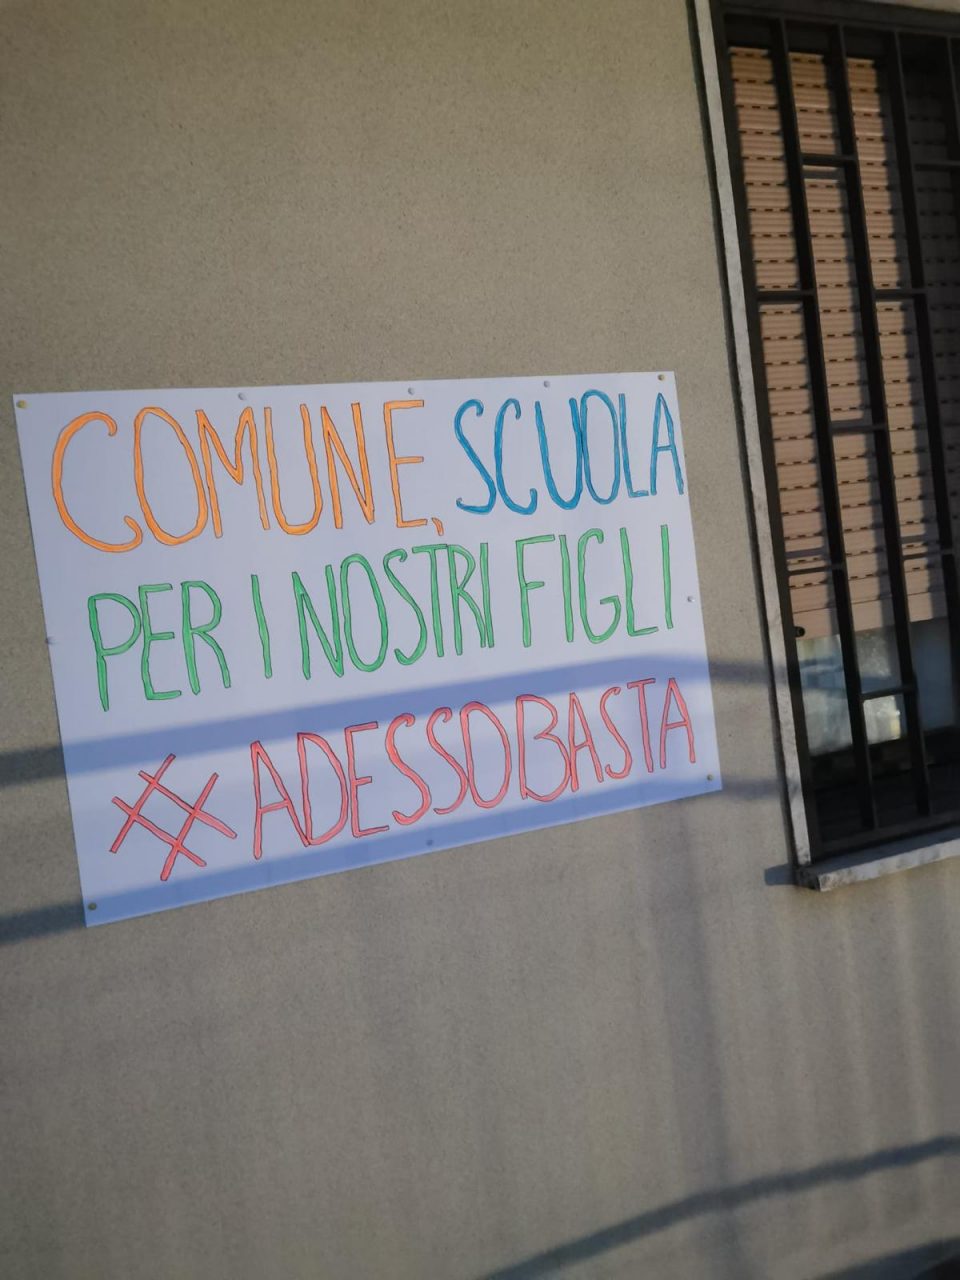 COMUNE, SCUOLA
PER I NOSTRI FIGLI
# ADESSOBASTA